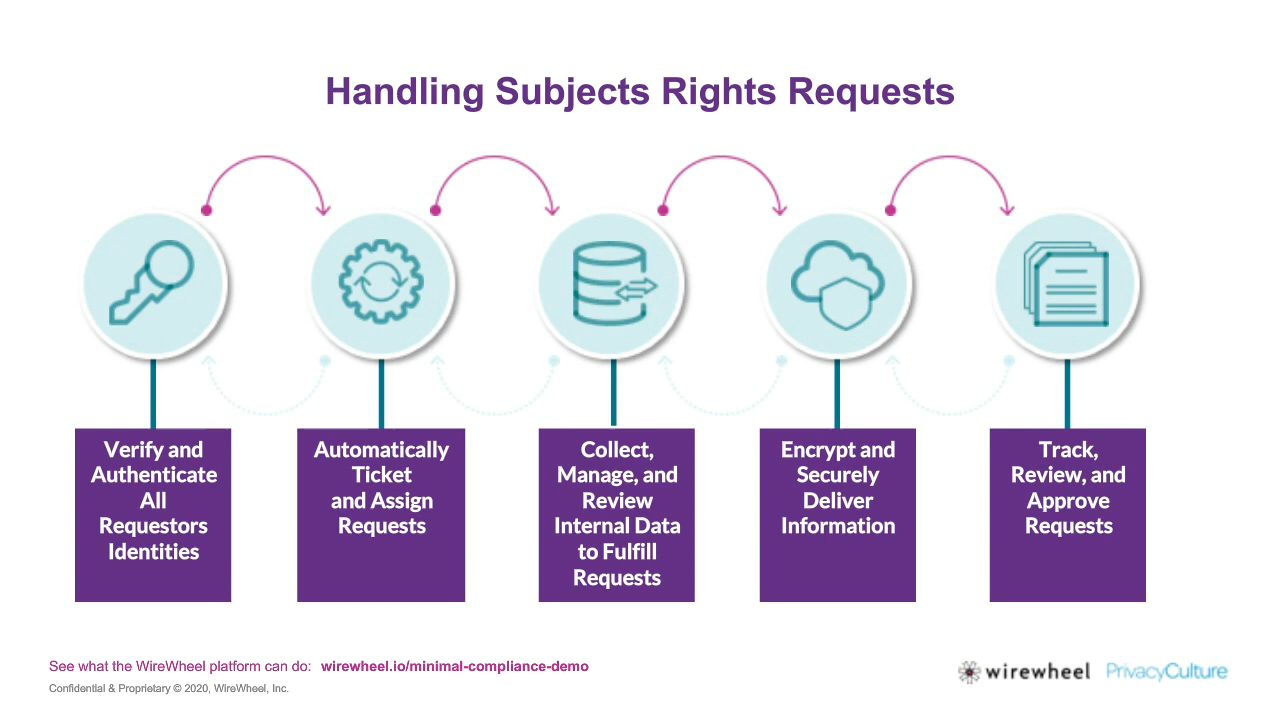 Handling Subjects Rights Requests
Verify and
Authenticate
All
Requestors
Identities
Automatically
Ticket
and Assign
Requests
Collect,
Manage, and
Review
Internal Data
to Fulfill
Requests
Encrypt and
Securely
Deliver
Information
Track,
Review, and
Approve
Requests
See what the WireWheel platform can do: wirewheel.io/minimal-compliance-demo
Confidential & Proprietary © 2020, WireWheel, Inc.
wirewheel PrivacyCulture